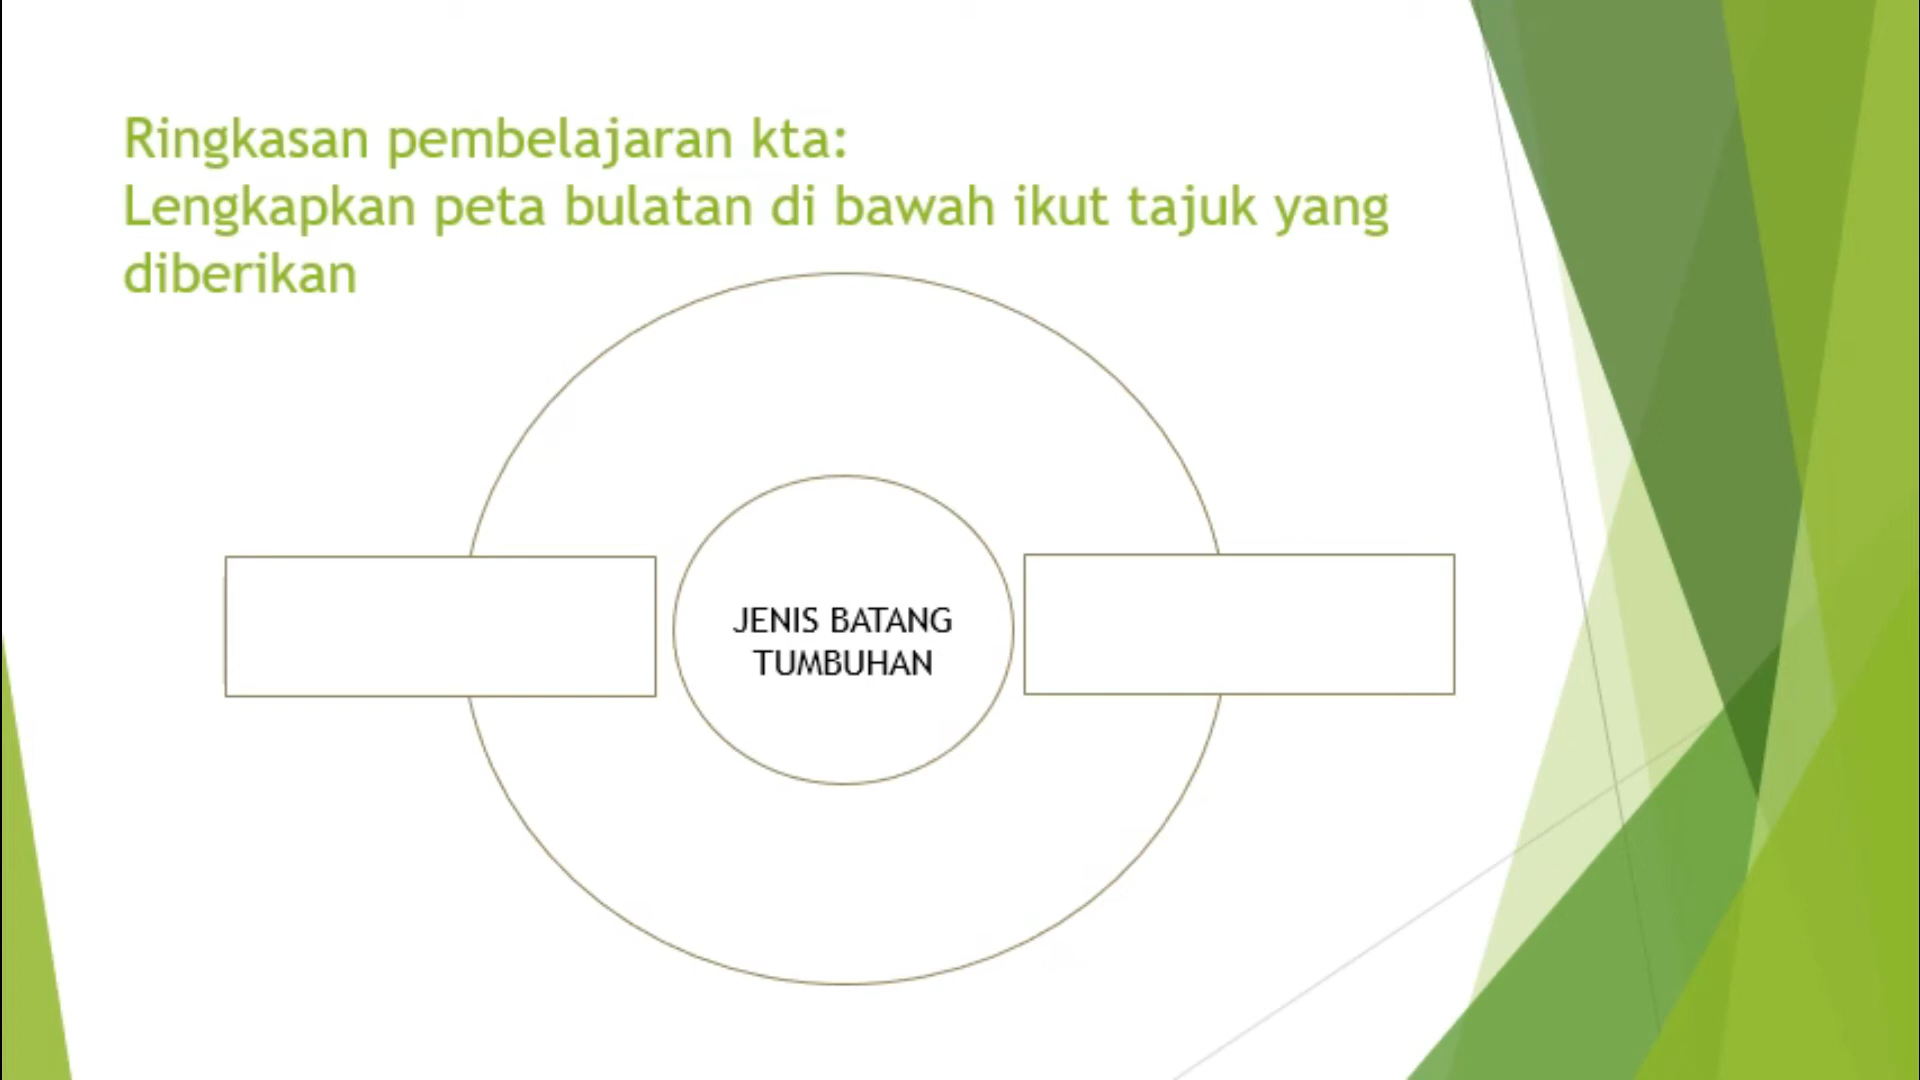 Ringkasan pembelajaran kta:
Lengkapkan peta bulatan di bawah ikut tajuk yang
diberikan
JENIS BATANG
TUMBUHAN